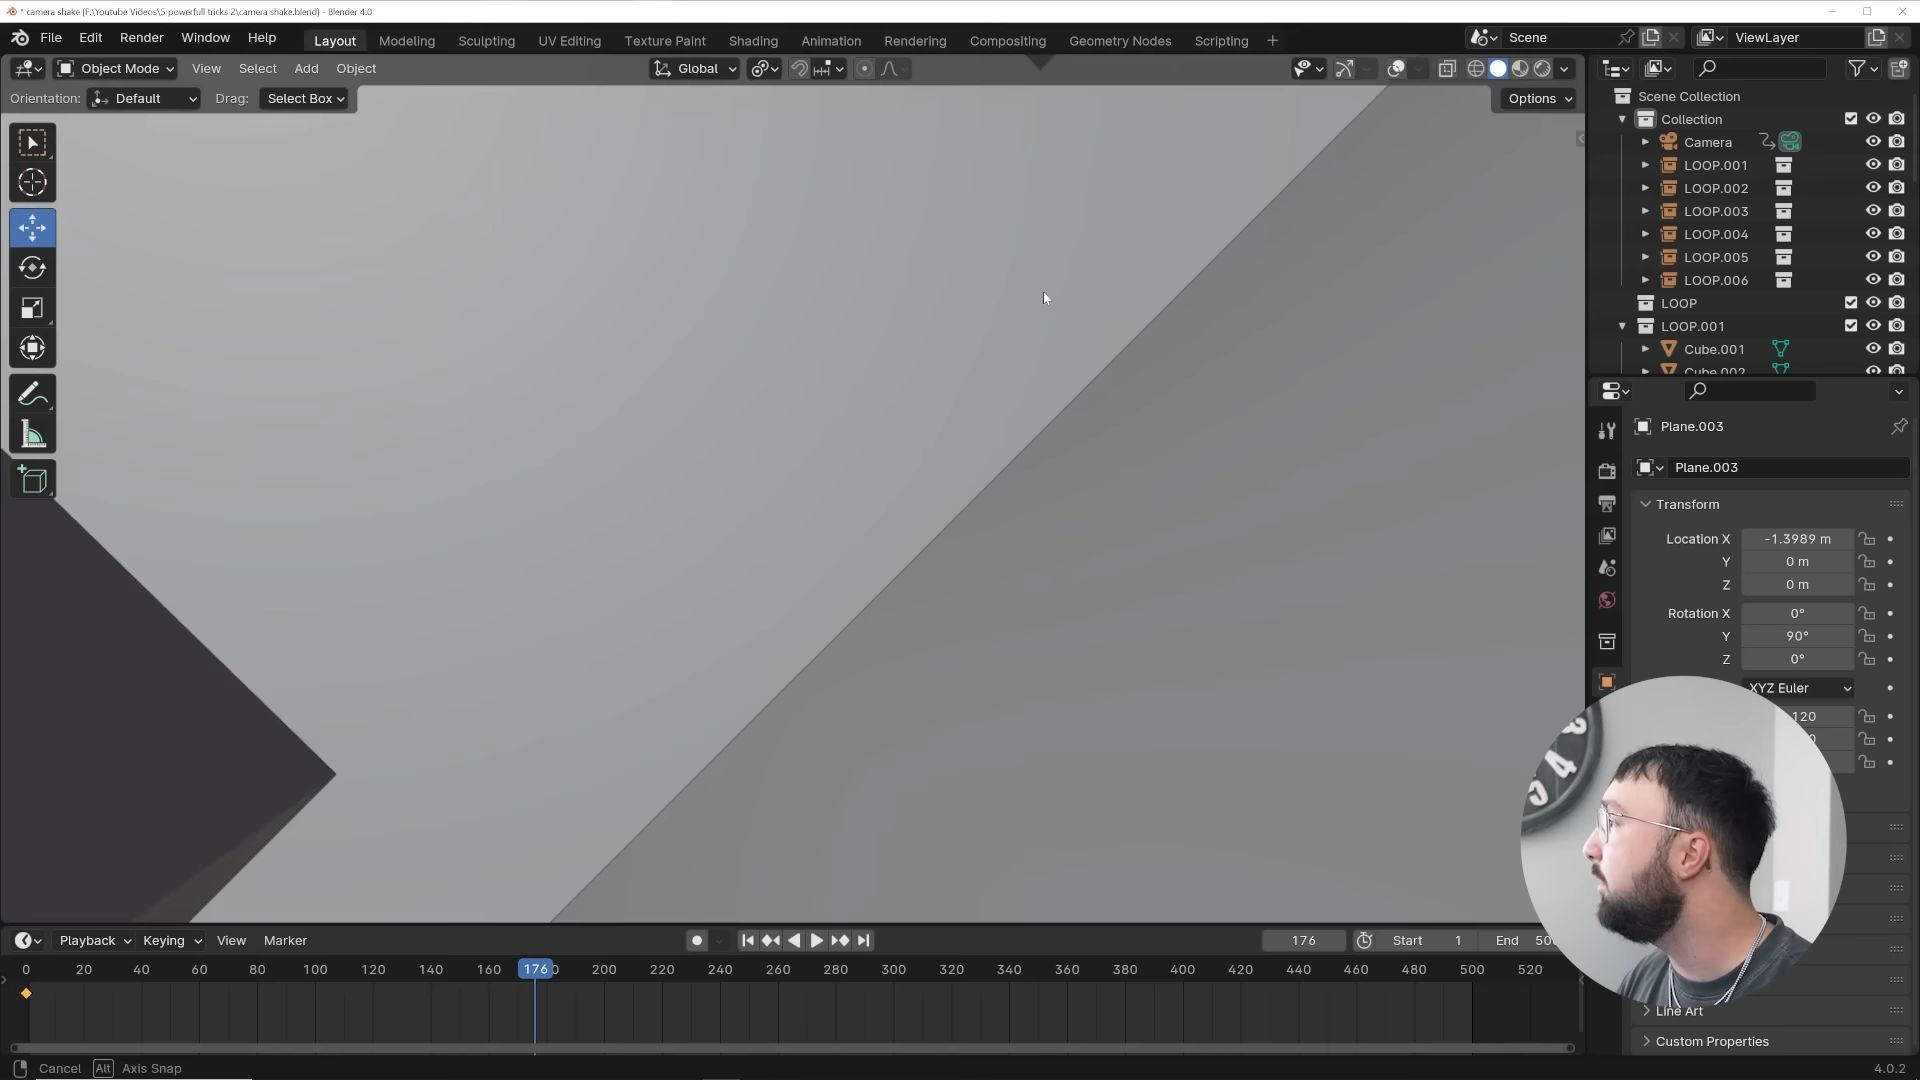 * camera shake [F:\Youtube Videos\5 powerfull tricks 2\camera shake.blend] - Blender 4.0
File Edit Render Window Help
Layout Modeling Sculpting UV Editing Texture Paint Shading Animation Rendering Compositing Geometry Nodes Scripting +
Scene
ViewLayer
Object Mode View Select Add Object
Global
Orientation: Default Drag: Select Box
Options
Scene Collection
Collection
Camera
LOOP.001
LOOP.002
LOOP.003
LOOP.004
LOOP.005
LOOP.006
LOOP
LOOP.001
Cube.001
Cube.002
Plane.003
Plane.003
Transform
Location X -1.3989 m
Y 0 m
Z 0 m
Rotation X 0°
Y 90°
Z 0°
XYZ Euler
120
Line Art
Custom Properties
Playback Keying View Marker
176 Start 1 End
0 20 40 60 80 100 120 140 160 176 200 220 240 260 280 300 320 340 360 380 400 420 440 460 480 500 520
Cancel Alt Axis Snap
4.0.2